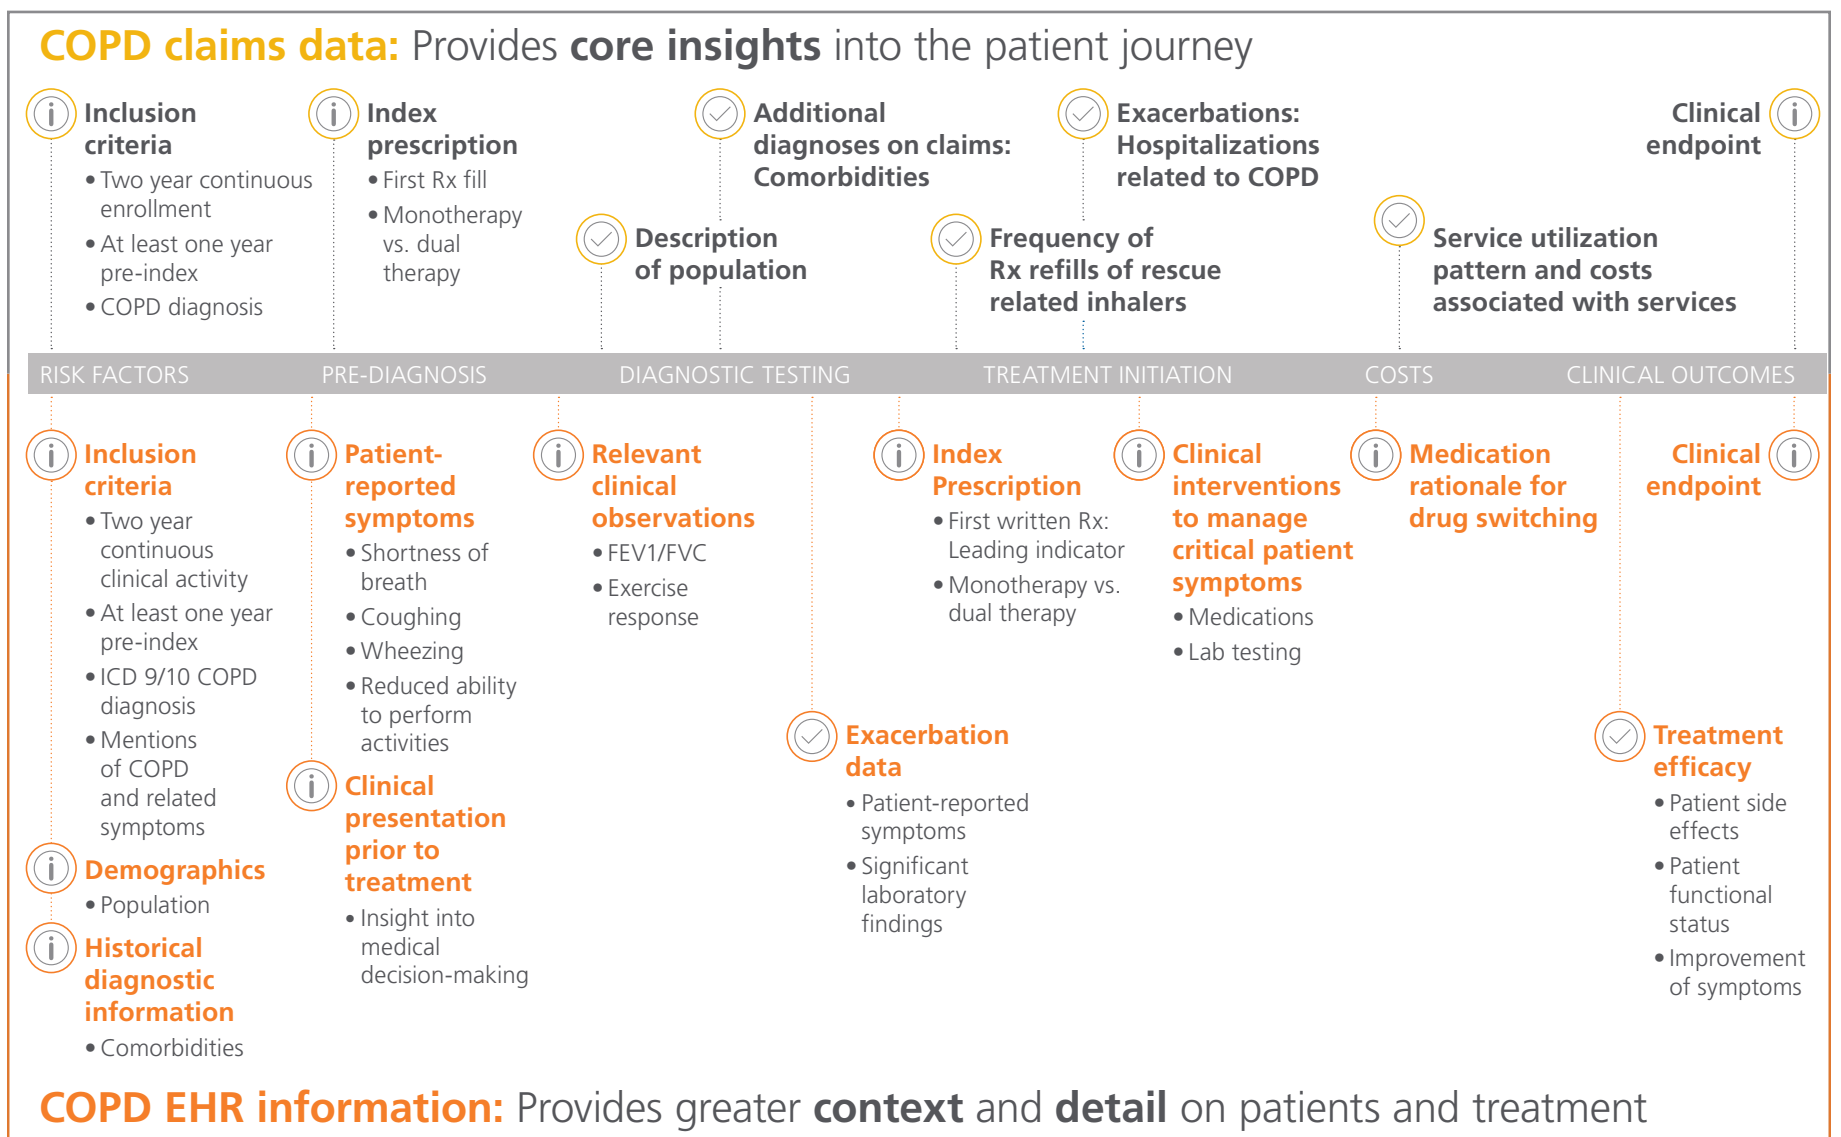 COPD claims data: Provides core insights into the patient journey
Inclusion
criteria
• Two year continuous
enrollment
• At least one year
pre-index
• COPD diagnosis
Index
prescription
• First Rx fill
• Monotherapy
vs. dual
therapy
Description
of population
Additional
diagnoses on claims:
Comorbidities
Frequency of
Rx refills of rescue
related inhalers
Exacerbations:
Hospitalizations
related to COPD
Service utilization
pattern and costs
associated with services
Clinical
endpoint
RISK FACTORS
PRE-DIAGNOSIS
DIAGNOSTIC TESTING
TREATMENT INITIATION
COSTS
CLINICAL OUTCOMES
Inclusion
criteria
• Two year
continuous
clinical activity
• At least one year
pre-index
• ICD 9/10 COPD
diagnosis
• Mentions
of COPD
and related
symptoms
Demographics
• Population
Historical
diagnostic
information
• Comorbidities
Patient-
reported
symptoms
• Shortness of
breath
• Coughing
• Wheezing
• Reduced ability
to perform
activities
Clinical
presentation
prior to
treatment
• Insight into
medical
decision-making
Relevant
clinical
observations
• FEV1/FVC
• Exercise
response
Exacerbation
data
• Patient-reported
symptoms
• Significant
laboratory
findings
Index
Prescription
• First written Rx:
Leading indicator
• Monotherapy vs.
dual therapy
Clinical
interventions
to manage
critical patient
symptoms
• Medications
• Lab testing
Medication
rationale for
drug switching
Clinical
endpoint
Treatment
efficacy
• Patient side
effects
• Patient
functional
status
• Improvement
of symptoms
COPD EHR information: Provides greater context and detail on patients and treatment